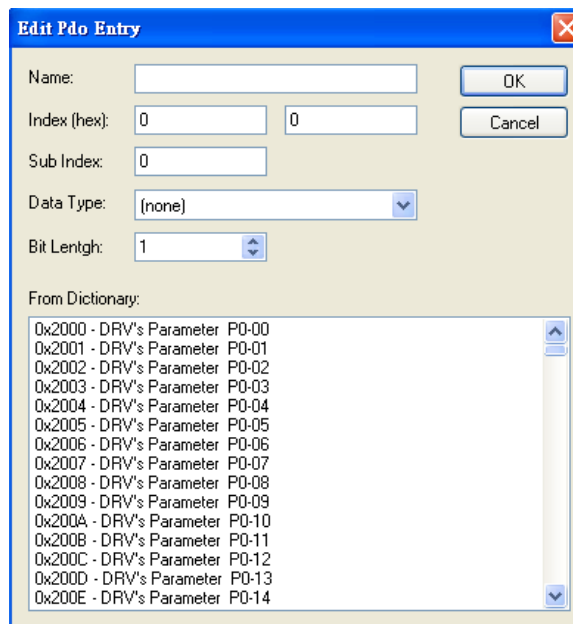 Edit Pdo Entry
Name:
OK
Index (hex): 0 0
Cancel
Sub Index: 0
Data Type: (none)
Bit Lentgh: 1
From Dictionary:
0x2000 - DRV's Parameter P0-00
0x2001 - DRV's Parameter P0-01
0x2002 - DRV's Parameter P0-02
0x2003 - DRV's Parameter P0-03
0x2004 - DRV's Parameter P0-04
0x2005 - DRV's Parameter P0-05
0x2006 - DRV's Parameter P0-06
0x2007 - DRV's Parameter P0-07
0x2008 - DRV's Parameter P0-08
0x2009 - DRV's Parameter P0-09
0x200A - DRV's Parameter P0-10
0x200B - DRV's Parameter P0-11
0x200C - DRV's Parameter P0-12
0x200D - DRV's Parameter P0-13
0x200E - DRV's Parameter P0-14